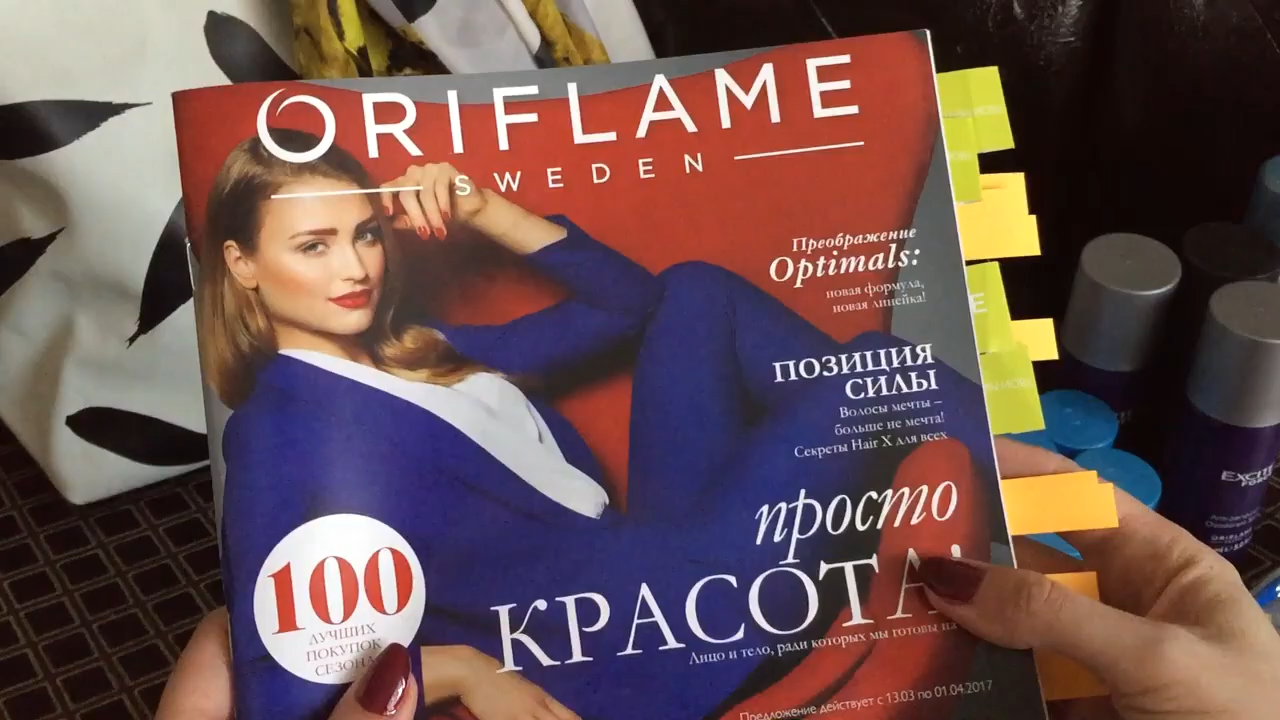 ORIFLAME
SWEDEN
Преображение
Optimals:
новая формула,
новая линейка!
ПОЗИЦИЯ
СИЛЫ
Волосы мечты –
больше не мечта!
Секреты Hair X для всех
просто
КРАСОТА!
Лицо и тело, ради которых мы готовы на
100
ЛУЧШИХ
ПОКУПОК
СЕЗОНА
Предложение действует с 13.03 по 01.04.2017
EXCITE